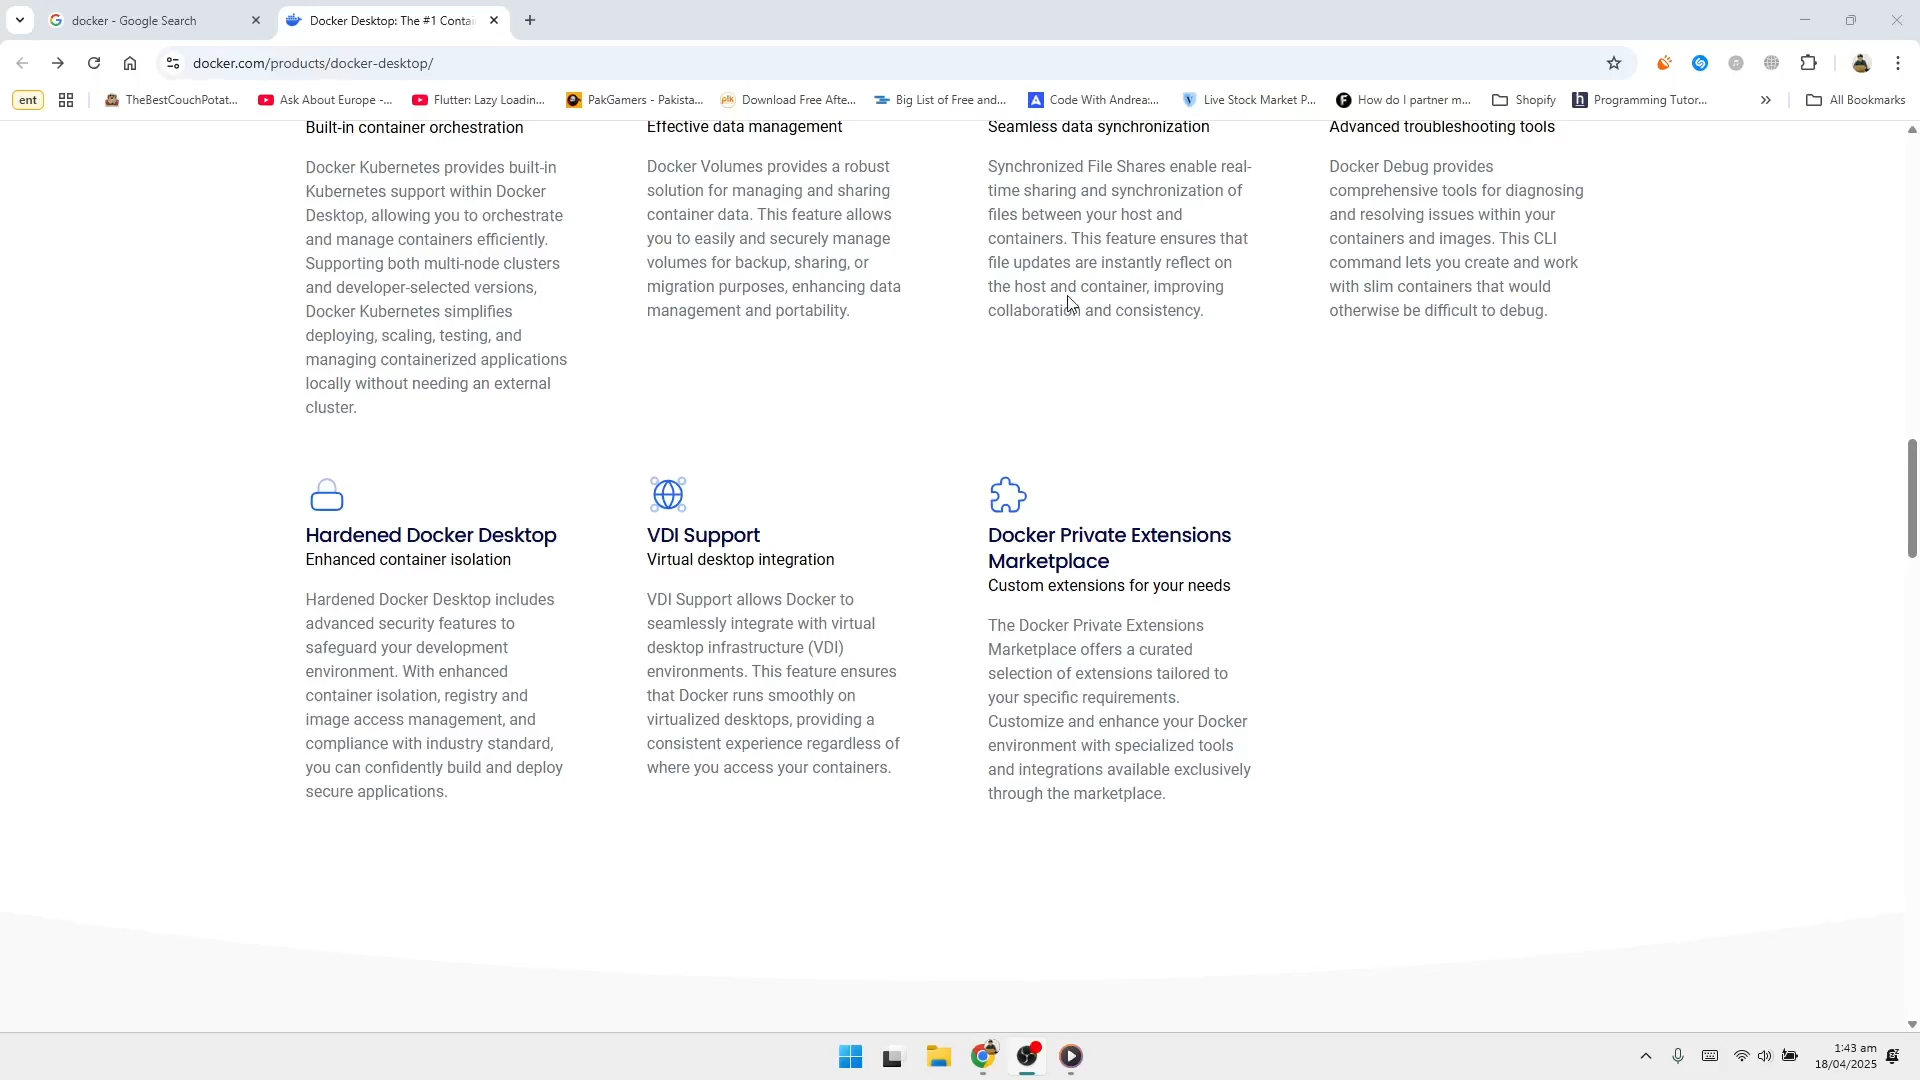 docker - Google Search
Docker Desktop: The #1 Contai
docker.com/products/docker-desktop/
ent
TheBestCouchPotat...
Ask About Europe -...
Flutter: Lazy Loadin...
PakGamers - Pakista...
Download Free Afte...
Big List of Free and...
Code With Andrea:...
Live Stock Market P...
How do I partner m...
Shopify
Programming Tutor...
All Bookmarks
Built-in container orchestration
Docker Kubernetes provides built-in
Kubernetes support within Docker
Desktop, allowing you to orchestrate
and manage containers efficiently.
Supporting both multi-node clusters
and developer-selected versions,
Docker Kubernetes simplifies
deploying, scaling, testing, and
managing containerized applications
locally without needing an external
cluster.
Effective data management
Docker Volumes provides a robust
solution for managing and sharing
container data. This feature allows
you to easily and securely manage
volumes for backup, sharing, or
migration purposes, enhancing data
management and portability.
Seamless data synchronization
Synchronized File Shares enable real-
time sharing and synchronization of
files between your host and
containers. This feature ensures that
file updates are instantly reflect on
the host and container, improving
collaboration and consistency.
Advanced troubleshooting tools
Docker Debug provides
comprehensive tools for diagnosing
and resolving issues within your
containers and images. This CLI
command lets you create and work
with slim containers that would
otherwise be difficult to debug.
Hardened Docker Desktop
Enhanced container isolation
Hardened Docker Desktop includes
advanced security features to
safeguard your development
environment. With enhanced
container isolation, registry and
image access management, and
compliance with industry standard,
you can confidently build and deploy
secure applications.
VDI Support
Virtual desktop integration
VDI Support allows Docker to
seamlessly integrate with virtual
desktop infrastructure (VDI)
environments. This feature ensures
that Docker runs smoothly on
virtualized desktops, providing a
consistent experience regardless of
where you access your containers.
Docker Private Extensions
Marketplace
Custom extensions for your needs
The Docker Private Extensions
Marketplace offers a curated
selection of extensions tailored to
your specific requirements.
Customize and enhance your Docker
environment with specialized tools
and integrations available exclusively
through the marketplace.
1:43 am
18/04/2025